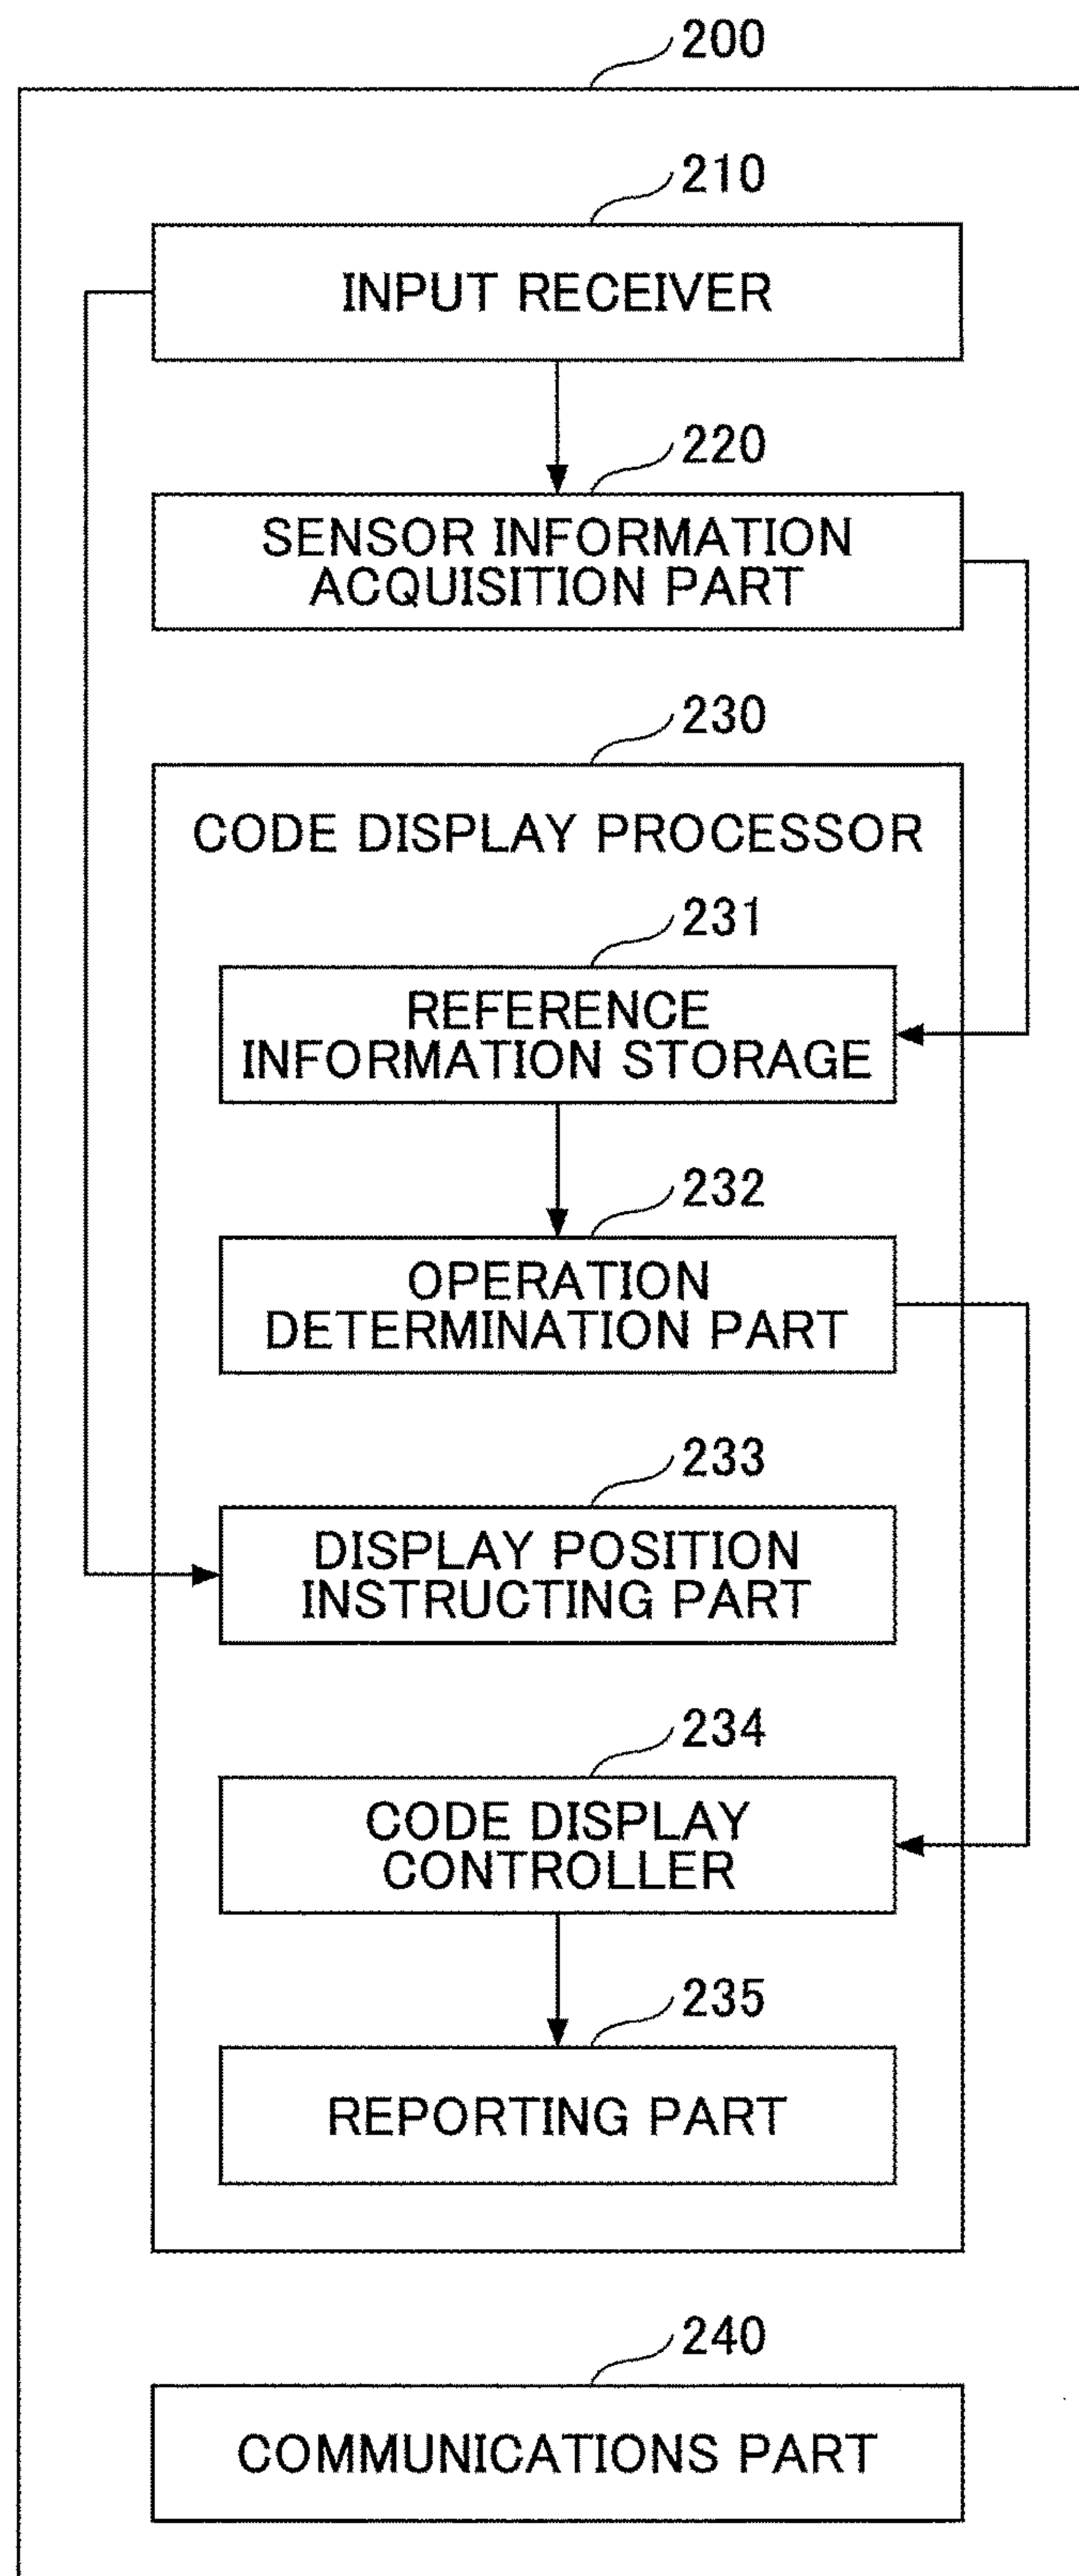 200
210
INPUT RECEIVER
220
SENSOR INFORMATION
ACQUISITION PART
230
CODE DISPLAY PROCESSOR
231
REFERENCE
INFORMATION STORAGE
232
OPERATION
DETERMINATION PART
233
DISPLAY POSITION
INSTRUCTING PART
234
CODE DISPLAY
CONTROLLER
235
REPORTING PART
240
COMMUNICATIONS PART